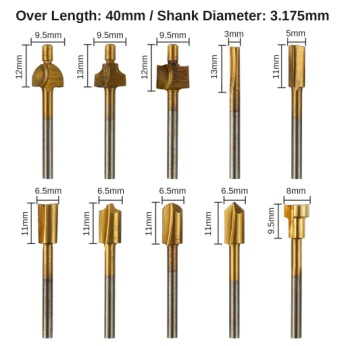 Over Length: 40mm / Shank Diameter: 3.175mm
9.5mm 9.5mm 9.5mm 3mm 5mm
12mm 13mm 12mm 13mm 11mm
6.5mm 6.5mm 6.5mm 6.5mm 8mm
11mm 11mm 11mm 11mm 9.5mm